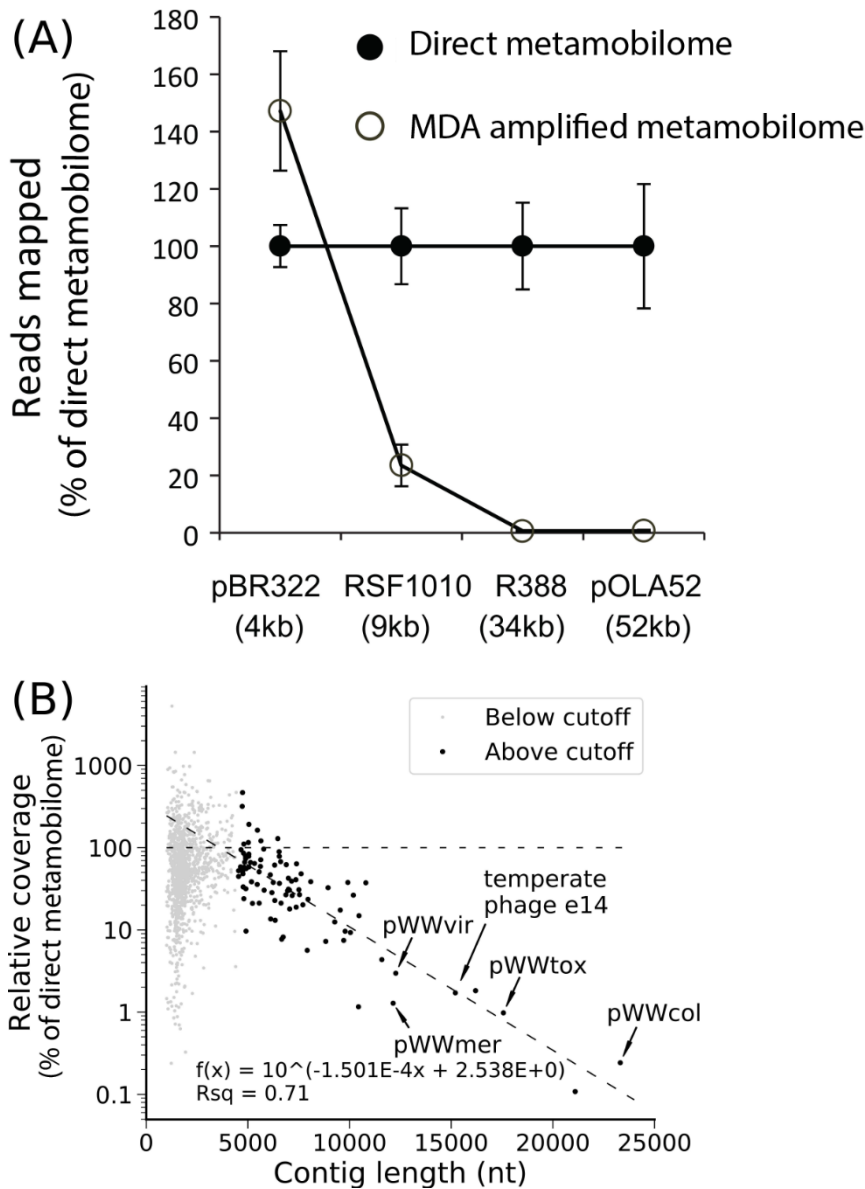 (A)
180
160
140
120
100
80
60
40
20
0
Reads mapped
(% of direct metamobilome)
Direct metamobilome
MDA amplified metamobilome
pBR322 RSF1010 R388 pOLA52
(4kb) (9kb) (34kb) (52kb)
(B)
Relative coverage
(% of direct metamobilome)
1000
100
10
1
0.1
Below cutoff
Above cutoff
temperate
phage e14
pWWvir
pWWtox
pWWcol
pWWmer
f(x) = 10^(-1.501E-4x + 2.538E+0)
Rsq = 0.71
0 5000 10000 15000 20000 25000
Contig length (nt)